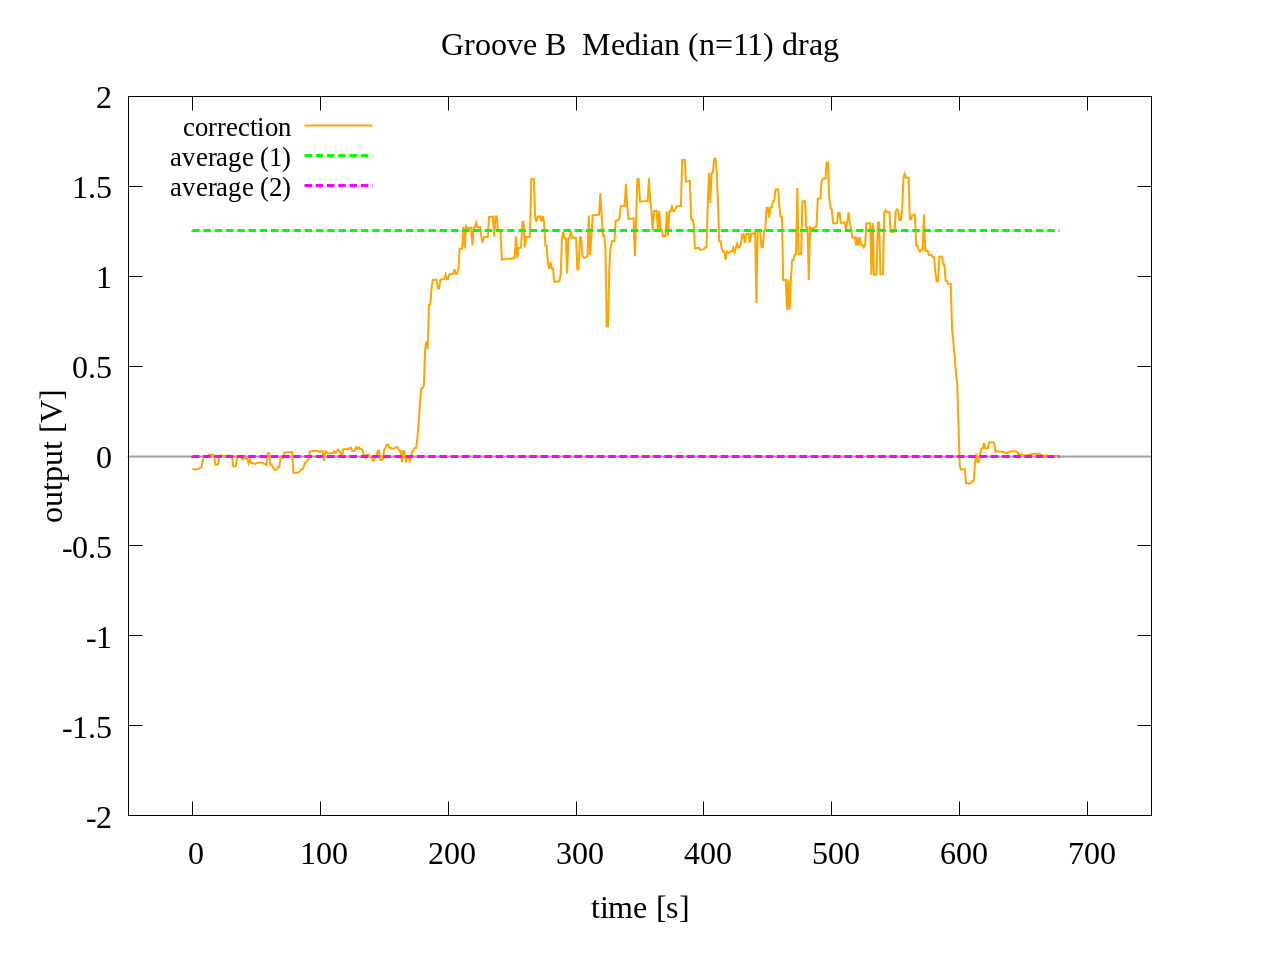 Groove B  Median (n=11) drag
correction
average (1)
average (2)
2
1.5
1
0.5
0
-0.5
-1
-1.5
-2
output [V]
0 100 200 300 400 500 600 700
time [s]